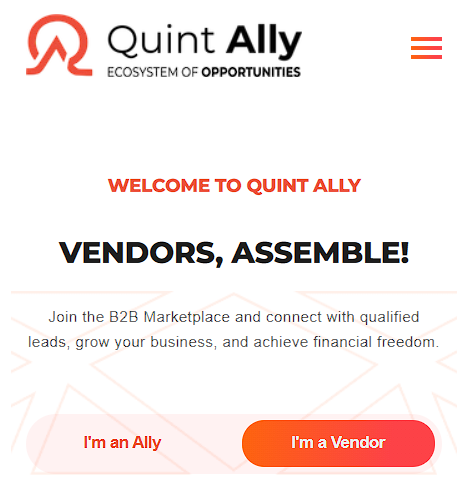 Quint Ally
ECOSYSTEM OF OPPORTUNITIES
WELCOME TO QUINT ALLY
VENDORS, ASSEMBLE!
Join the B2B Marketplace and connect with qualified
leads, grow your business, and achieve financial freedom.
I'm an Ally
I'm a Vendor